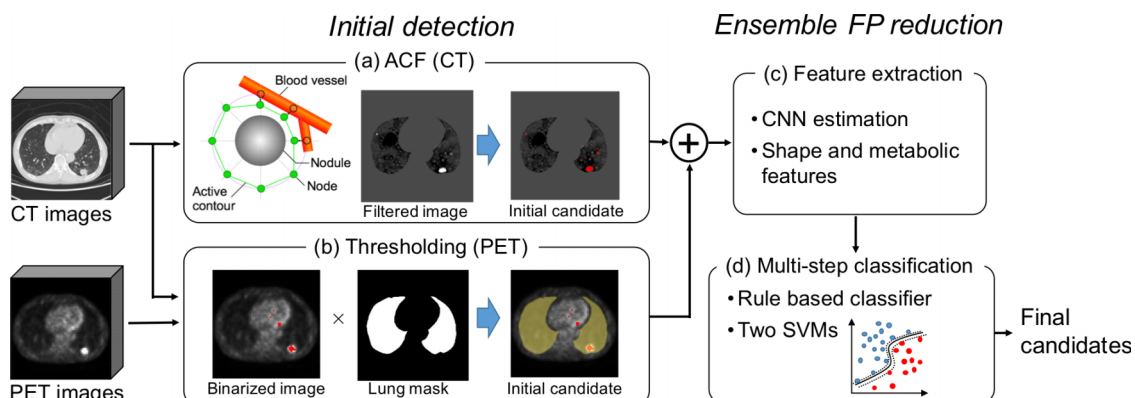 Initial detection
Ensemble FP reduction
(a) ACF (CT)
Blood vessel
Nodule
Node
Active
contour
Filtered image
Initial candidate
CT images
(b) Thresholding (PET)
×
Binarized image
Lung mask
Initial candidate
PET images
+
(c) Feature extraction
• CNN estimation
• Shape and metabolic
features
(d) Multi-step classification
• Rule based classifier
• Two SVMs
Final
candidates